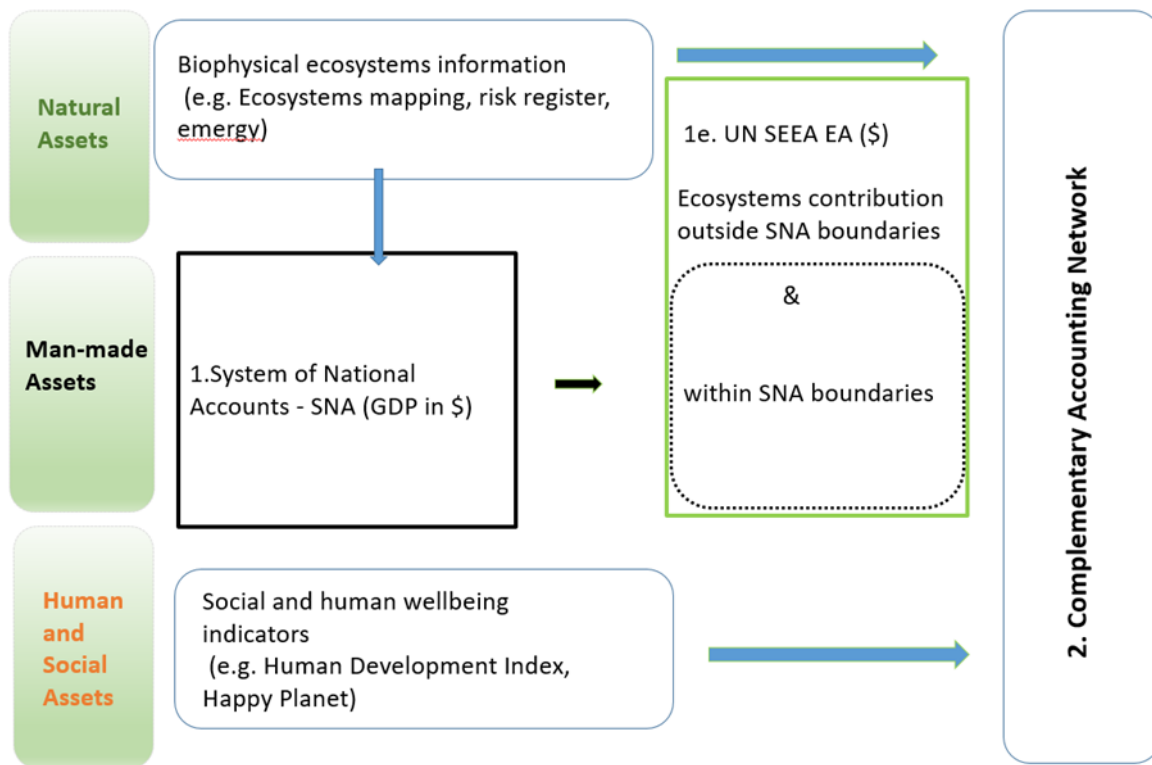 Natural
Assets
Biophysical ecosystems information
(e.g. Ecosystems mapping, risk register,
emergy)
1e. UN SEEA EA ($)
Ecosystems contribution
outside SNA boundaries
&
within SNA boundaries
Man-made
Assets
1.System of National
Accounts - SNA (GDP in $)
Human
and
Social
Assets
Social and human wellbeing
indicators
(e.g. Human Development Index,
Happy Planet)
2. Complementary Accounting Network